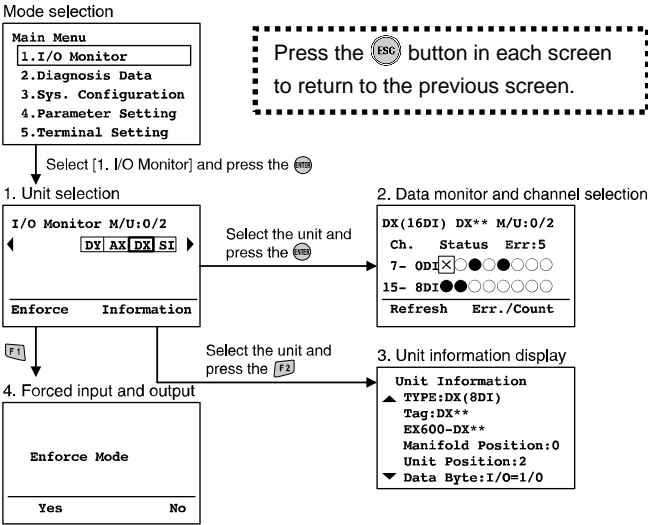 Mode selection
Main Menu
1.I/O Monitor
2.Diagnosis Data
3.Sys. Configuration
4.Parameter Setting
5.Terminal Setting
Press the ESC button in each screen
to return to the previous screen.
Select [1. I/O Monitor] and press the ENTER
1. Unit selection
I/O Monitor M/U:0/2
DY AX DX SI
Enforce Information
Select the unit and
press the ENTER
2. Data monitor and channel selection
DX(16DI) DX** M/U:0/2
Ch. Status Err:5
7- 0DI
15- 8DI
Refresh Err./Count
F1
Select the unit and
press the F2
3. Unit information display
Unit Information
TYPE:DX(8DI)
Tag:DX**
EX600-DX**
Manifold Position:0
Unit Position:2
Data Byte:I/O=1/0
4. Forced input and output
Enforce Mode
Yes No